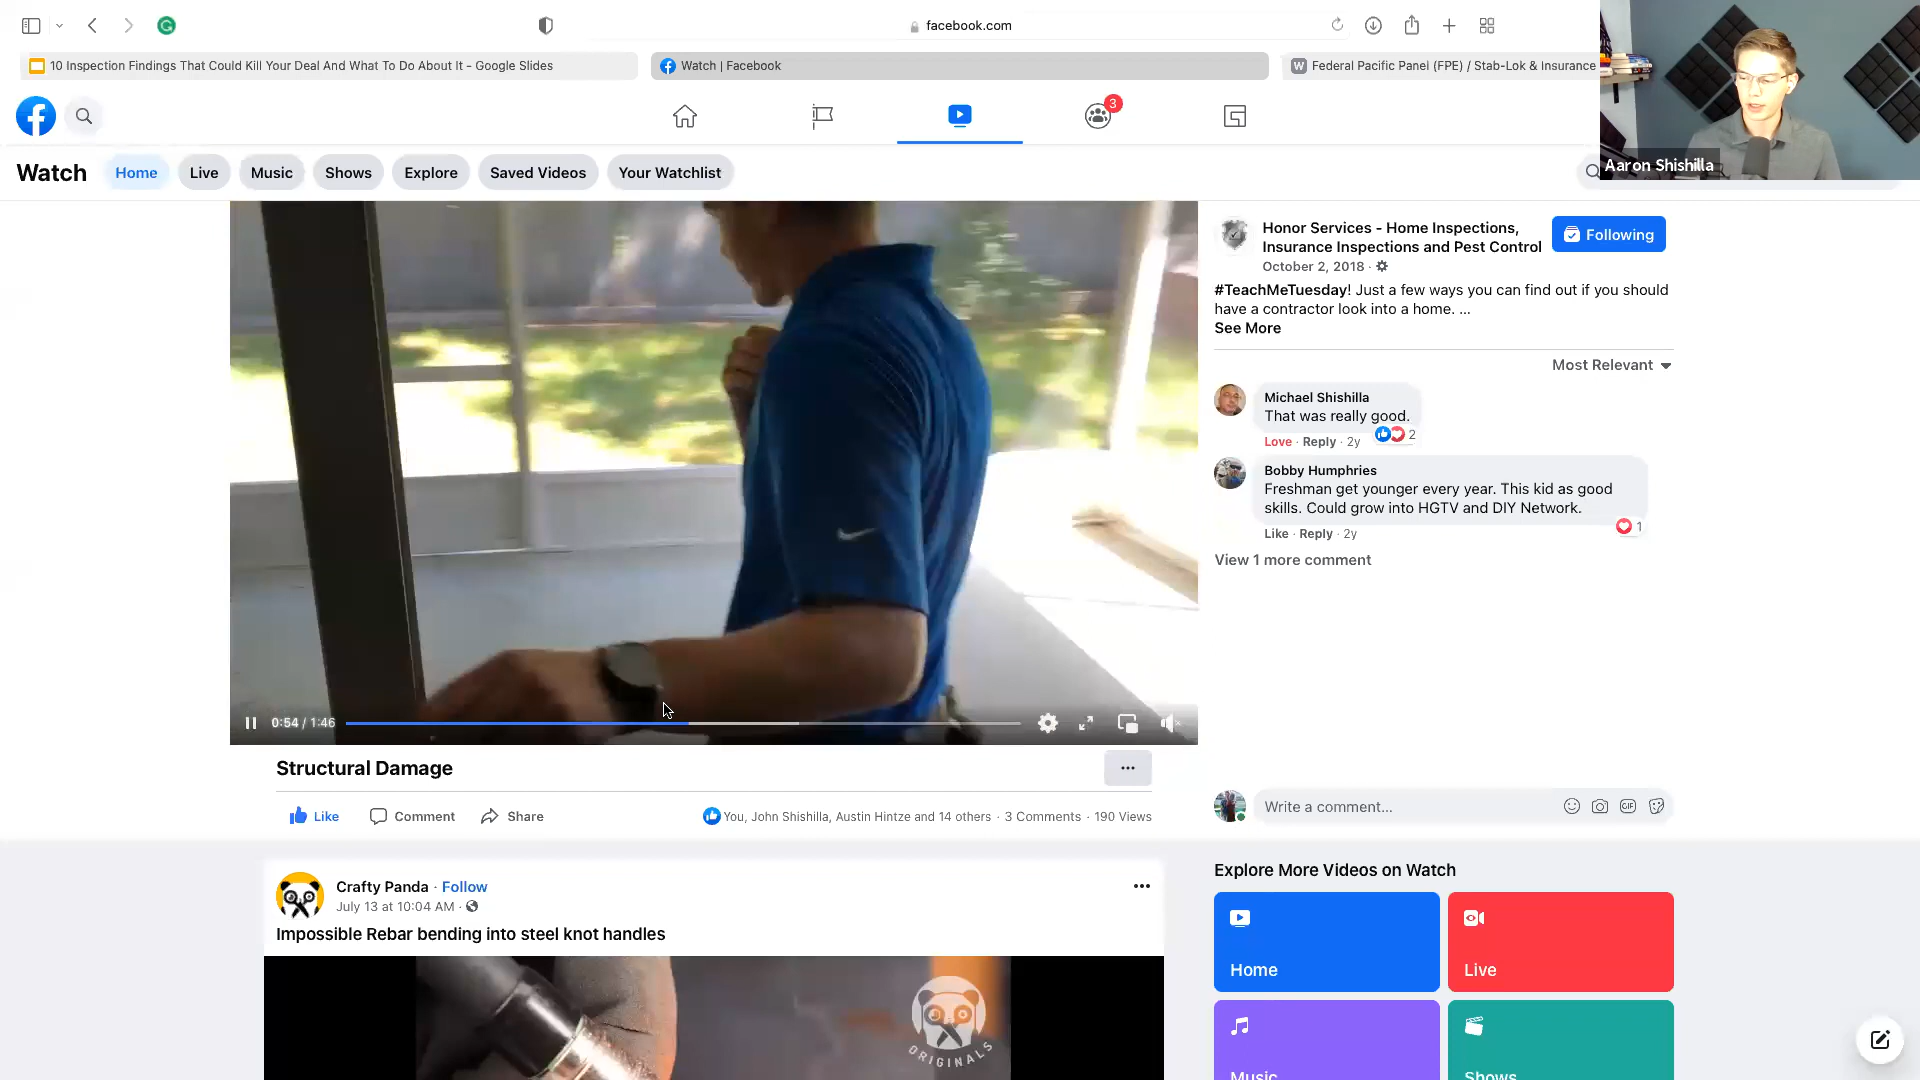 facebook.com
10 Inspection Findings That Could Kill Your Deal And What To Do About It - Google Slides
Watch | Facebook
W
Federal Pacific Panel (FPE) / Stab-Lok & Insurance
Aaron Shishilla
3
Watch
Home
Live
Music
Shows
Explore
Saved Videos
Your Watchlist
Honor Services - Home Inspections,
Insurance Inspections and Pest Control
October 2, 2018 ·
Following
#TeachMeTuesday! Just a few ways you can find out if you should
have a contractor look into a home. ...
See More
Most Relevant
Michael Shishilla
That was really good.
Love · Reply · 2y
2
Bobby Humphries
Freshman get younger every year. This kid as good
skills. Could grow into HGTV and DIY Network.
1
Like · Reply · 2y
View 1 more comment
0:54 / 1:46
Structural Damage
Like
Comment
Share
You, John Shishilla, Austin Hintze and 14 others · 3 Comments · 190 Views
Write a comment...
GIF
Crafty Panda · Follow
July 13 at 10:04 AM ·
Impossible Rebar bending into steel knot handles
ORIGINALS
Explore More Videos on Watch
Home
Live
Music
Shows